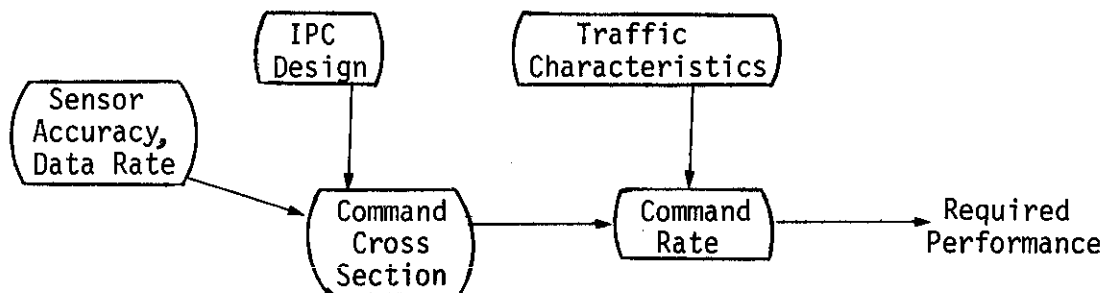 IPC
Design
Traffic
Characteristics
Sensor
Accuracy,
Data Rate
Command
Cross
Section
Command
Rate
Required
Performance